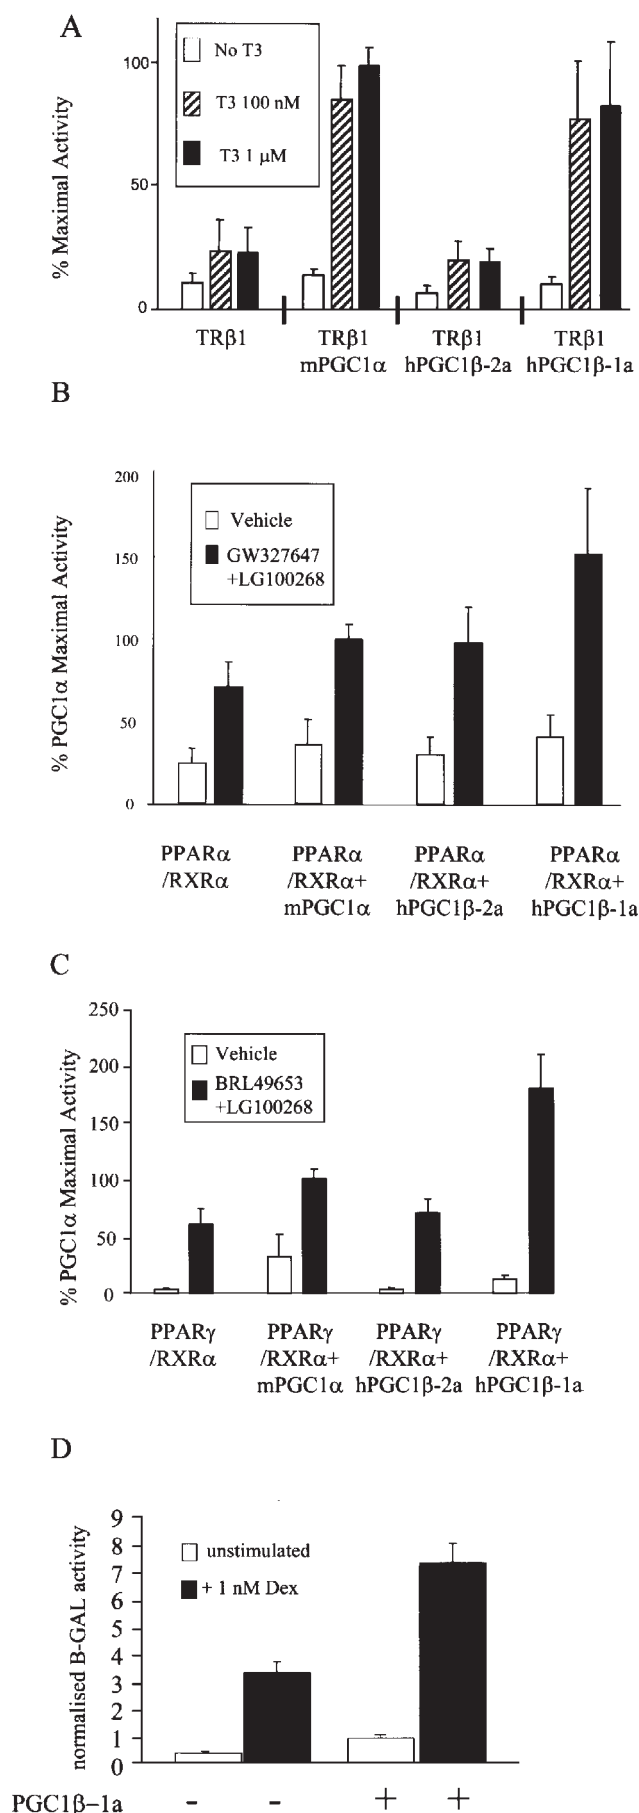 A
% Maximal Activity
100
50
0
No T3
T3 100 nM
T3 1 µM
TRβ1
TRβ1
mPGC1α
TRβ1
hPGC1β-2a
TRβ1
hPGC1β-1a
B
% PGC1α Maximal Activity
200
150
100
50
0
Vehicle
GW327647
+LG100268
PPARα
/RXRα
PPARα
/RXRα+
mPGC1α
PPARα
/RXRα+
hPGC1β-2a
PPARα
/RXRα+
hPGC1β-1a
C
% PGC1α Maximal Activity
250
200
150
100
50
0
Vehicle
BRL49653
+LG100268
PPARγ
/RXRα
PPARγ
/RXRα+
mPGC1α
PPARγ
/RXRα+
hPGC1β-2a
PPARγ
/RXRα+
hPGC1β-1a
D
normalised B-GAL activity
9
8
7
6
5
4
3
2
1
0
unstimulated
+ 1 nM Dex
PGC1β–1a - - + +